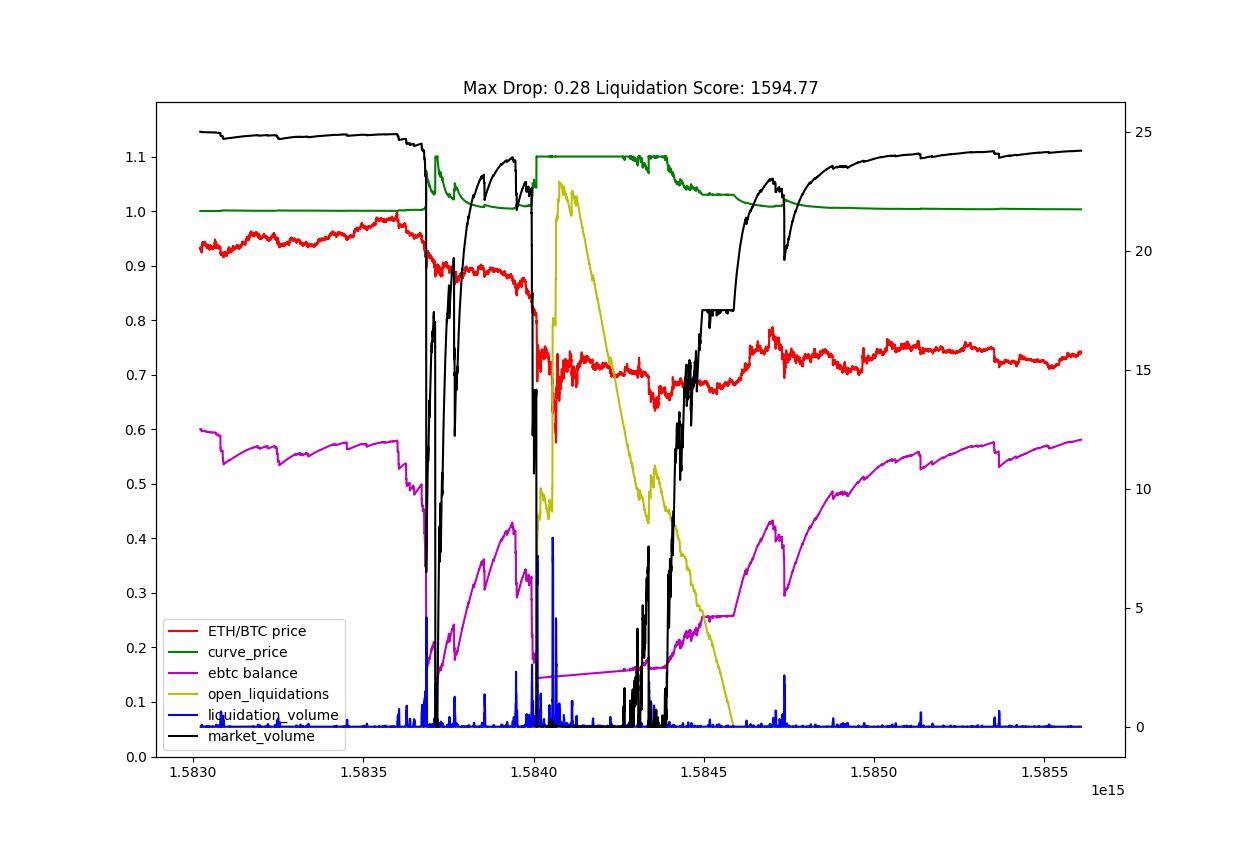 Max Drop: 0.28 Liquidation Score: 1594.77
1.1
1.0
0.9
0.8
0.7
0.6
0.5
0.4
0.3
0.2
0.1
0.0
25
20
15
10
5
0
ETH/BTC price
curve_price
ebtc balance
open_liquidations
liquidation_volume
market_volume
1.5830 1.5835 1.5840 1.5845 1.5850 1.5855
1e15